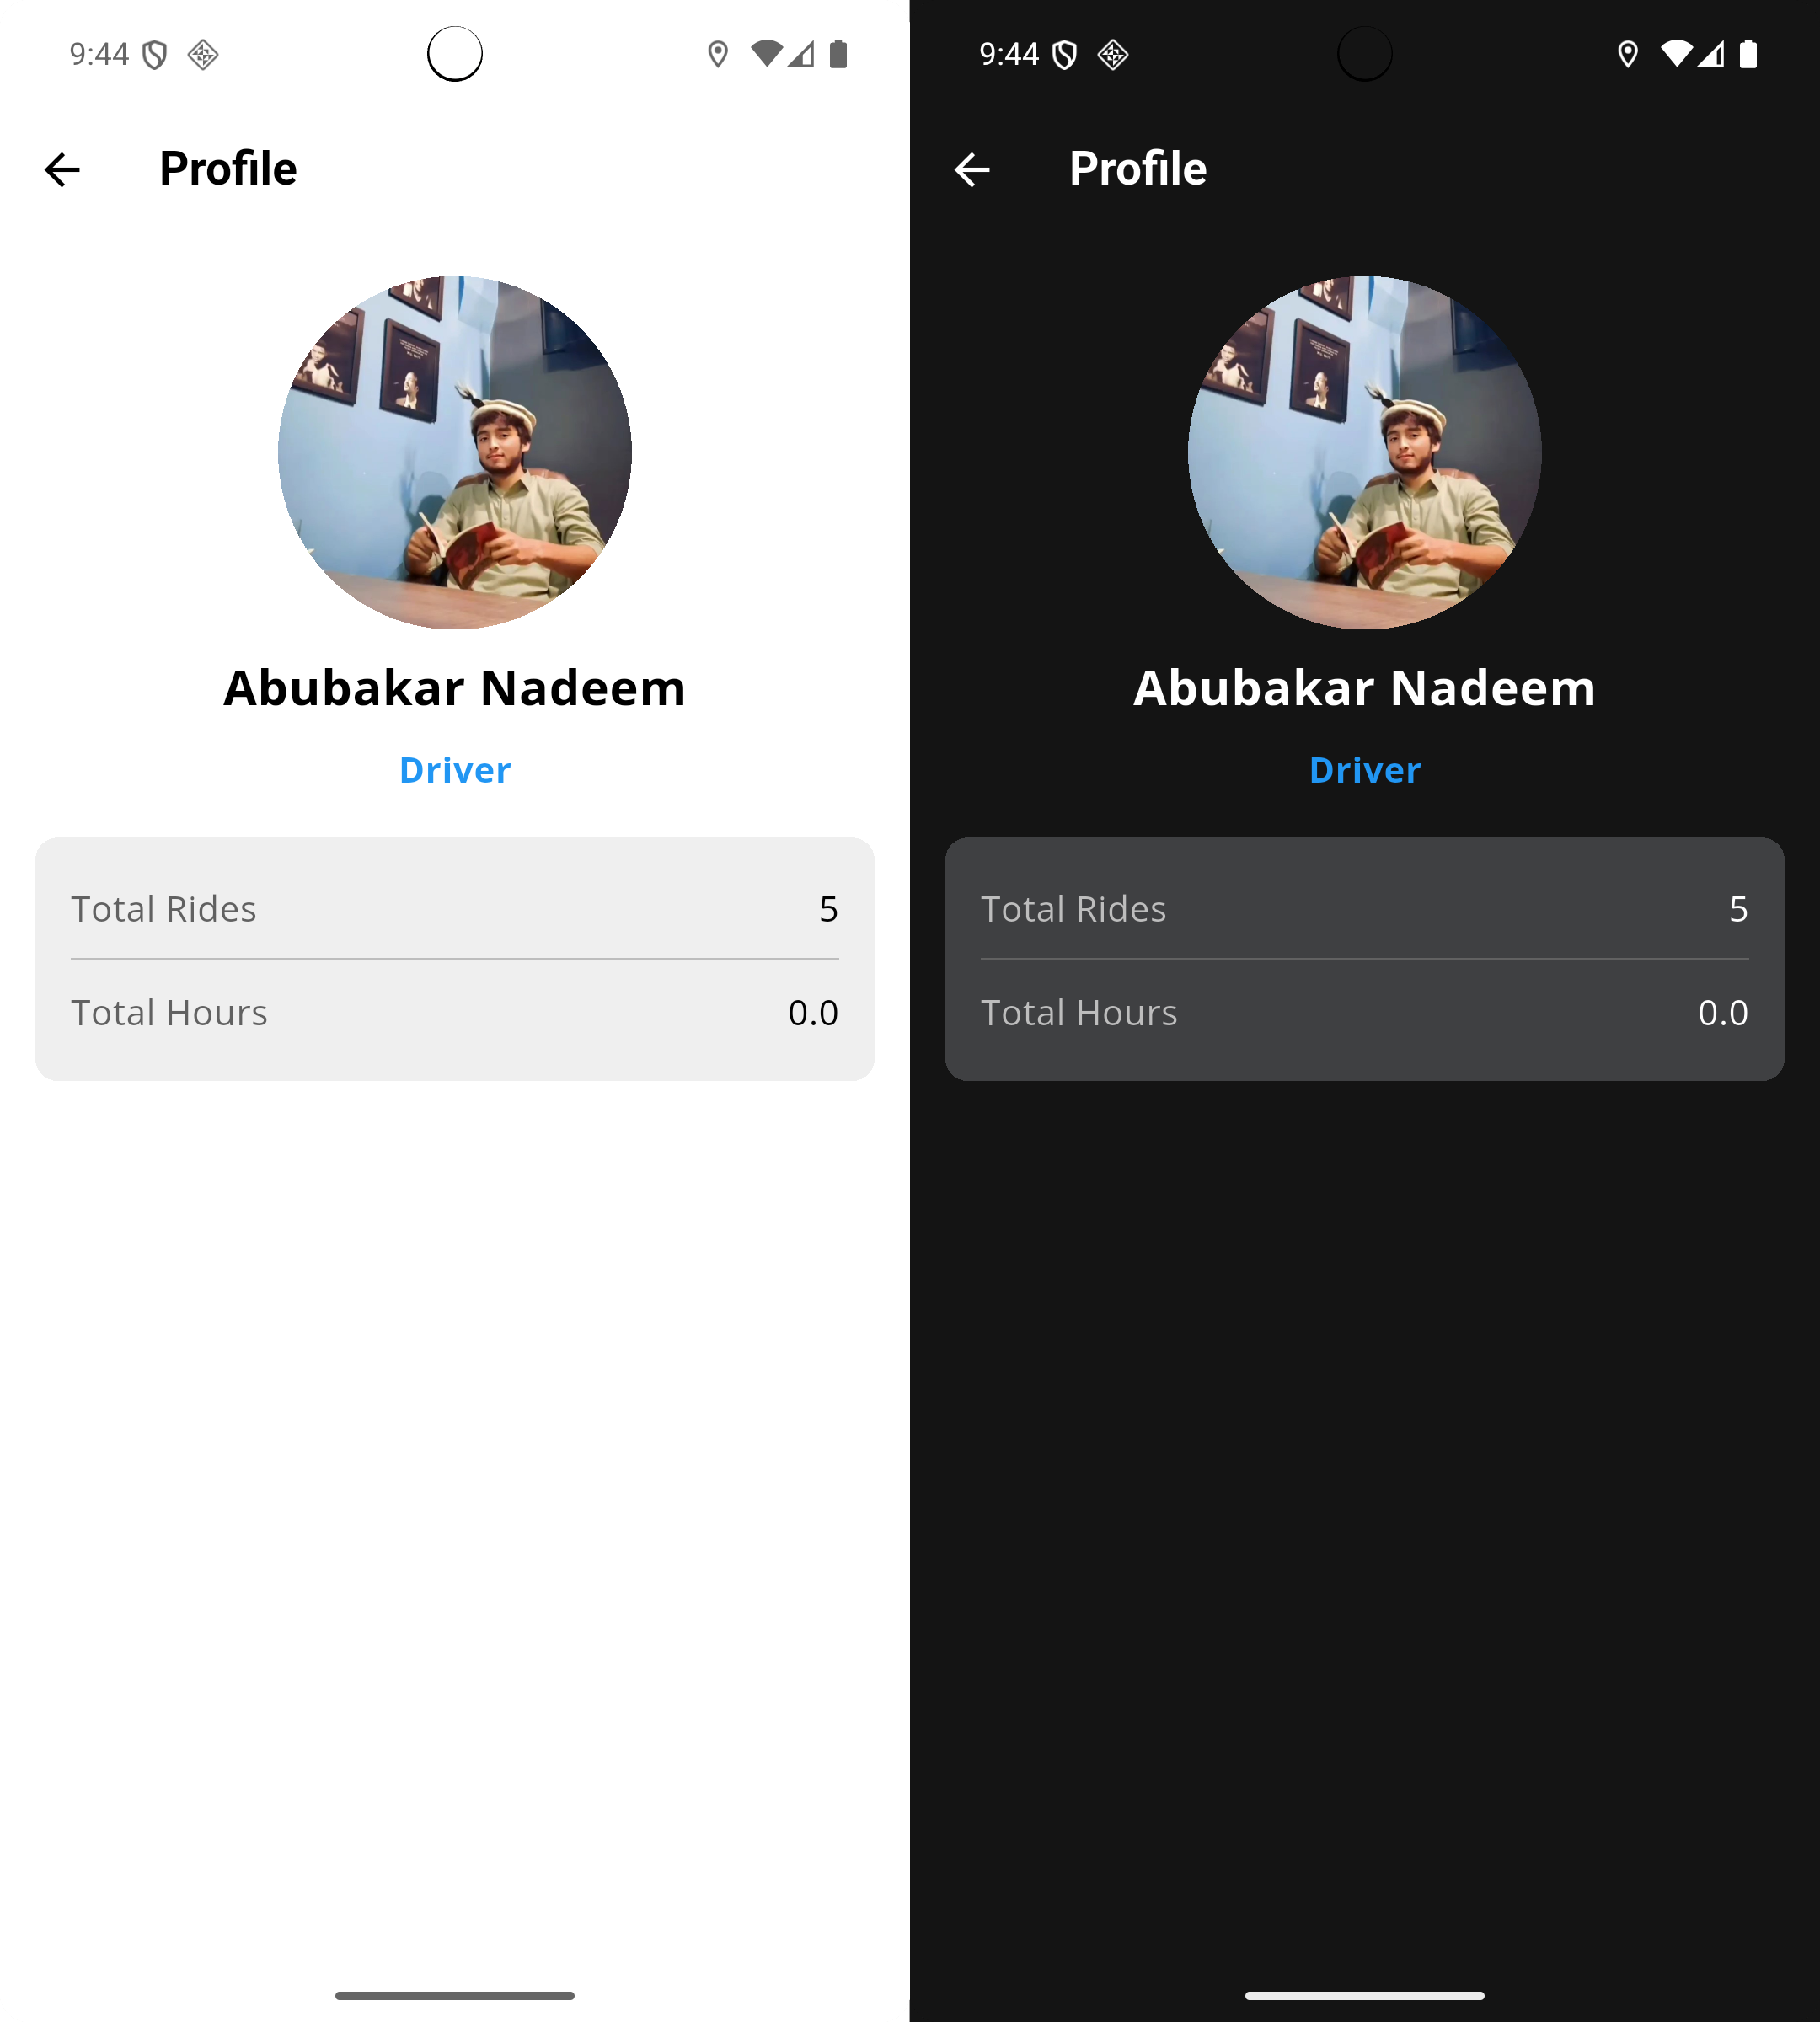 9:44
Profile
Abubakar Nadeem
Driver
Total Rides 5
Total Hours 0.0
9:44
Profile
Abubakar Nadeem
Driver
Total Rides 5
Total Hours 0.0